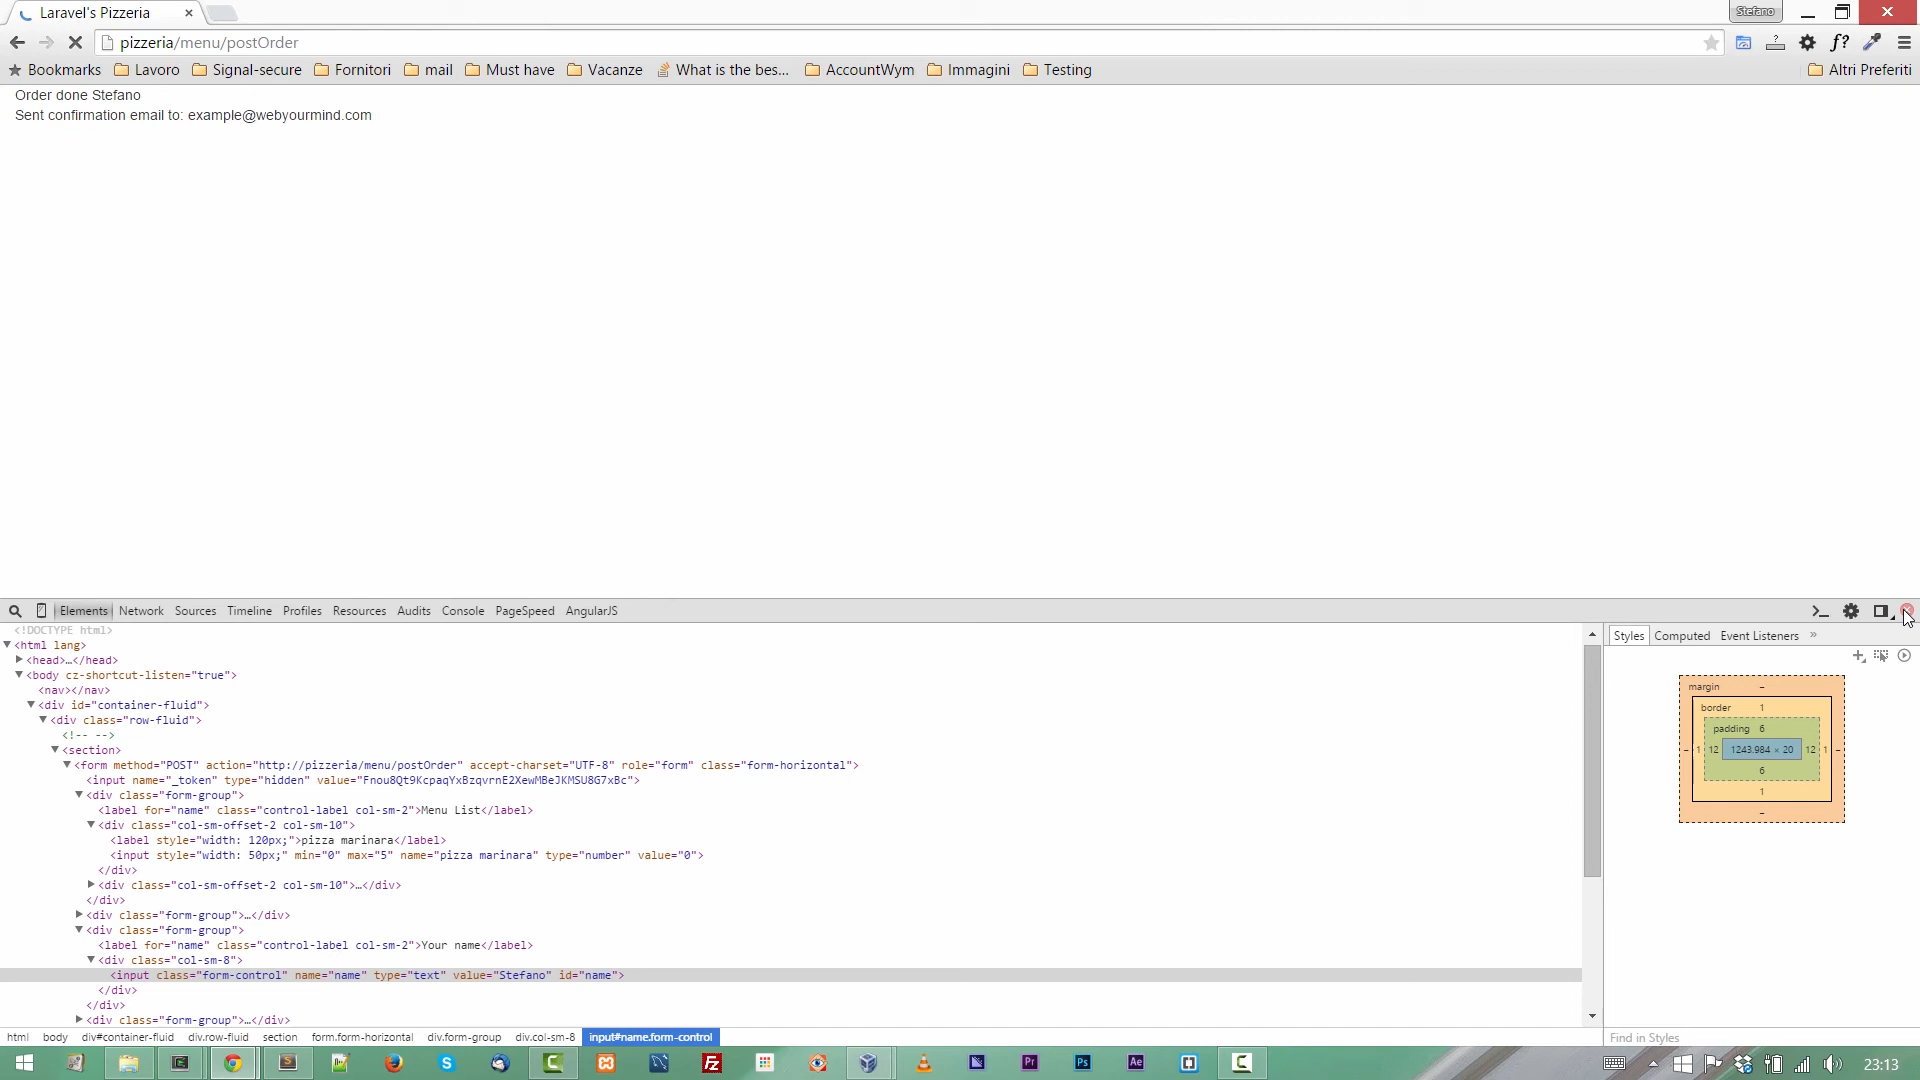 Laravel's Pizzeria
Stefano
pizzeria/menu/postOrder
Bookmarks Lavoro Signal-secure Fornitori mail Must have Vacanze What is the bes... AccountWym Immagini Testing Altri Preferiti
Order done Stefano
Sent confirmation email to: example@webyourmind.com
Elements Network Sources Timeline Profiles Resources Audits Console PageSpeed AngularJS
<!DOCTYPE html>
<html lang>
<head>…</head>
<body cz-shortcut-listen="true">
<nav></nav>
<div id="container-fluid">
<div class="row-fluid">
<!-- -->
<section>
<form method="POST" action="http://pizzeria/menu/postOrder" accept-charset="UTF-8" role="form" class="form-horizontal">
<input name="_token" type="hidden" value="Fnou8Qt9KcpaqYxBzqvrnE2XewMBeJKMSU8G7xBc">
<div class="form-group">
<label for="name" class="control-label col-sm-2">Menu List</label>
<div class="col-sm-offset-2 col-sm-10">
<label style="width: 120px;">pizza marinara</label>
<input style="width: 50px;" min="0" max="5" name="pizza marinara" type="number" value="0">
</div>
<div class="col-sm-offset-2 col-sm-10">…</div>
</div>
<div class="form-group">…</div>
<div class="form-group">
<label for="name" class="control-label col-sm-2">Your name</label>
<div class="col-sm-8">
<input class="form-control" name="name" type="text" value="Stefano" id="name">
</div>
</div>
<div class="form-group">…</div>
html body div#container-fluid div.row-fluid section form.form-horizontal div.form-group div.col-sm-8 input#name.form-control
Styles Computed Event Listeners »
margin –
border 1
padding 6
– 1 12 1243.984 × 20 12 1 –
6
1
–
Find in Styles
23:13